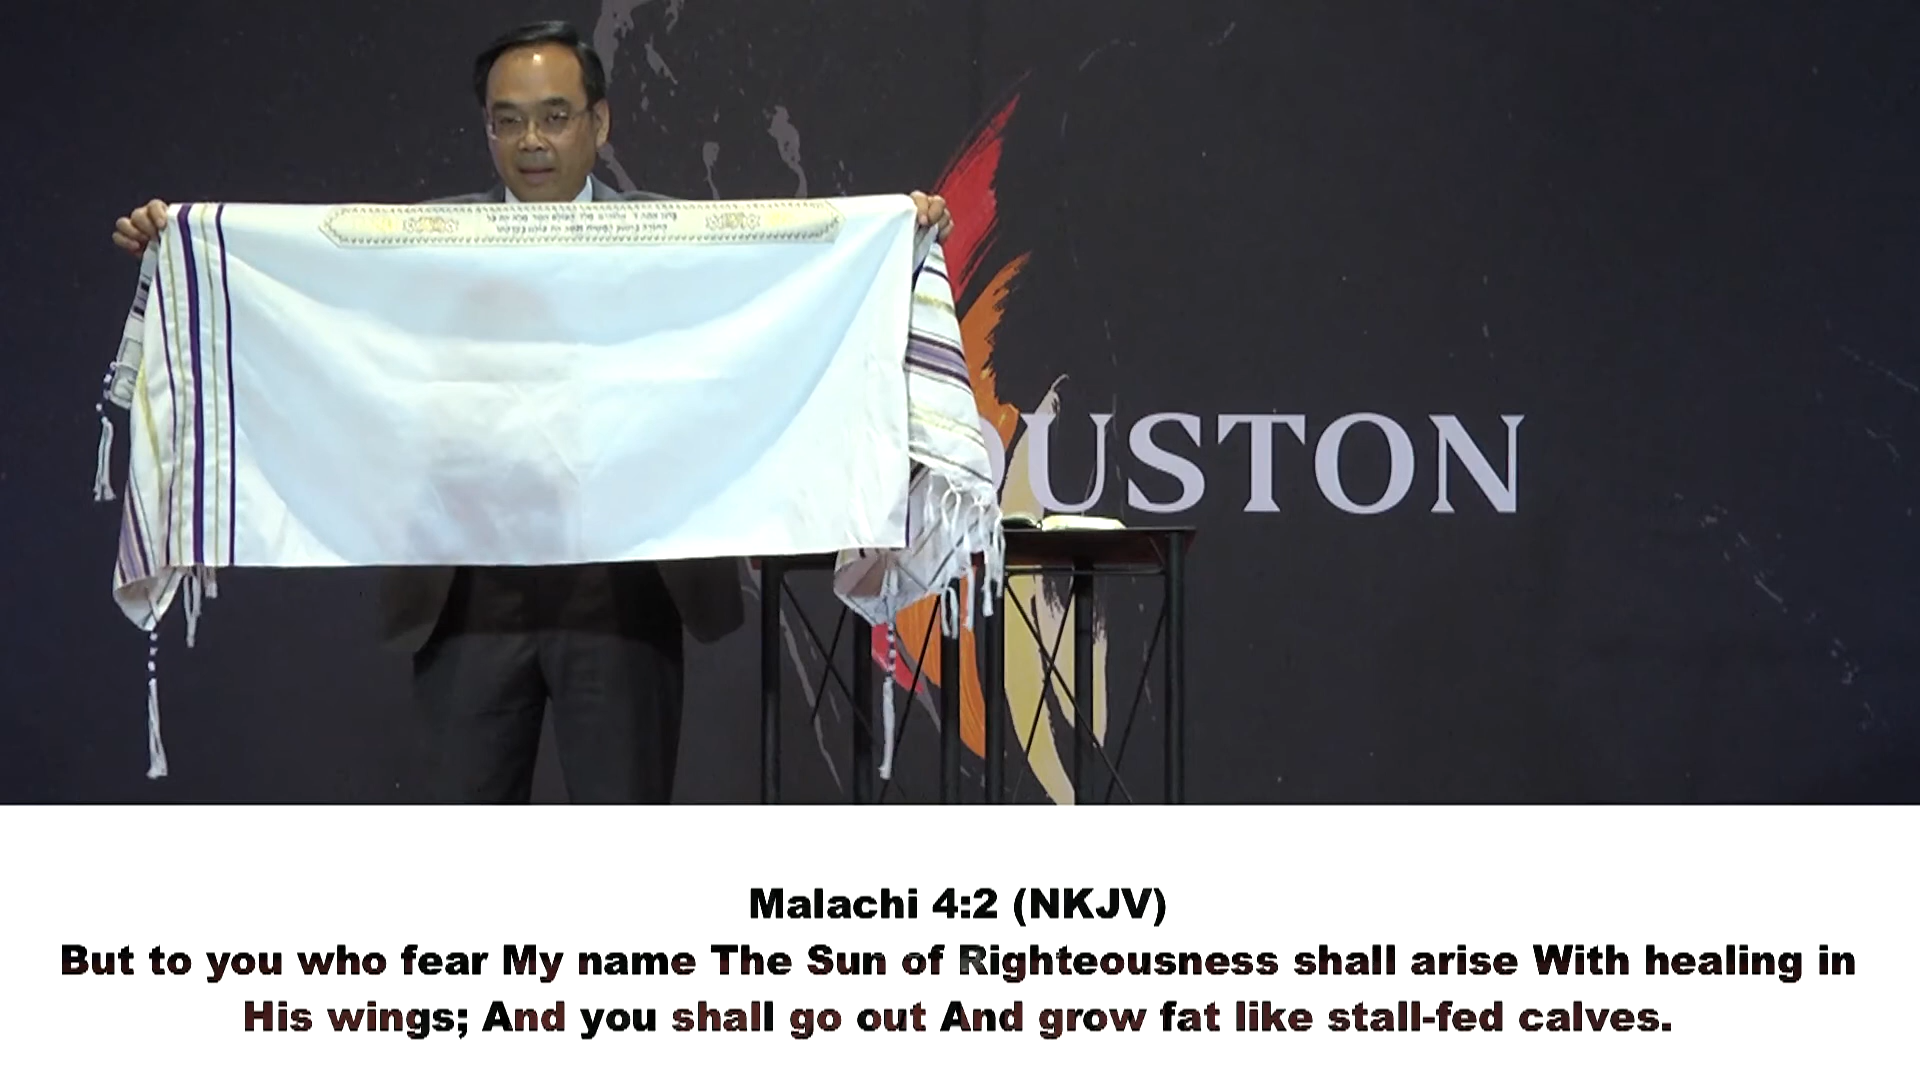 OUSTON
Malachi 4:2 (NKJV)
But to you who fear My name The Sun of Righteousness shall arise With healing in
His wings; And you shall go out And grow fat like stall-fed calves.